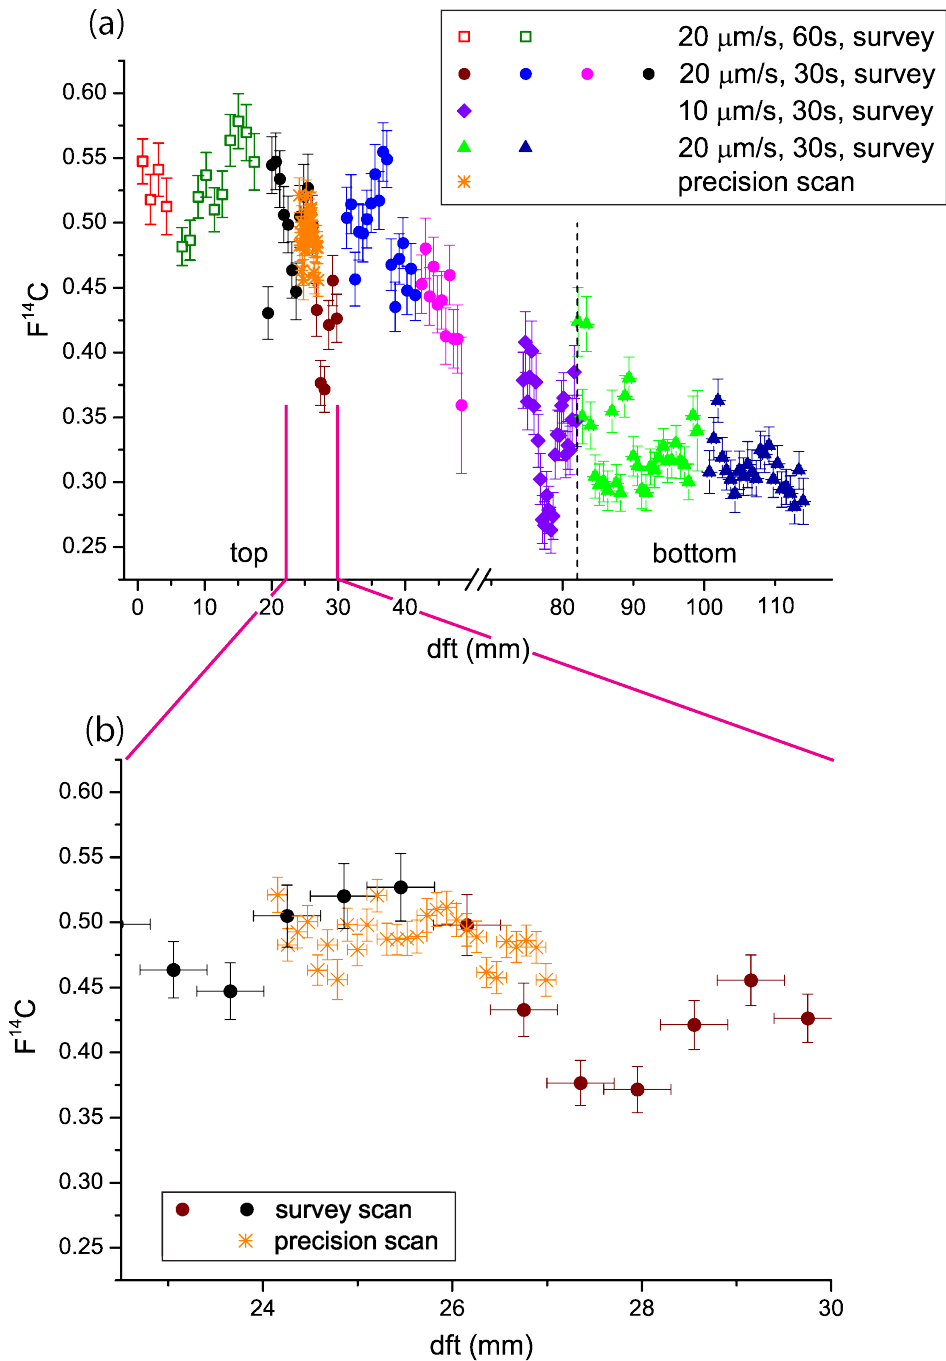 (a)
20 μm/s, 60s, survey
20 μm/s, 30s, survey
10 μm/s, 30s, survey
20 μm/s, 30s, survey
precision scan
0.60
0.55
0.50
0.45
0.40
0.35
0.30
0.25
F¹⁴C
top
bottom
0 10 20 30 40 80 90 100 110
dft (mm)
(b)
0.60
0.55
0.50
0.45
0.40
0.35
0.30
0.25
F¹⁴C
survey scan
precision scan
24 26 28 30
dft (mm)